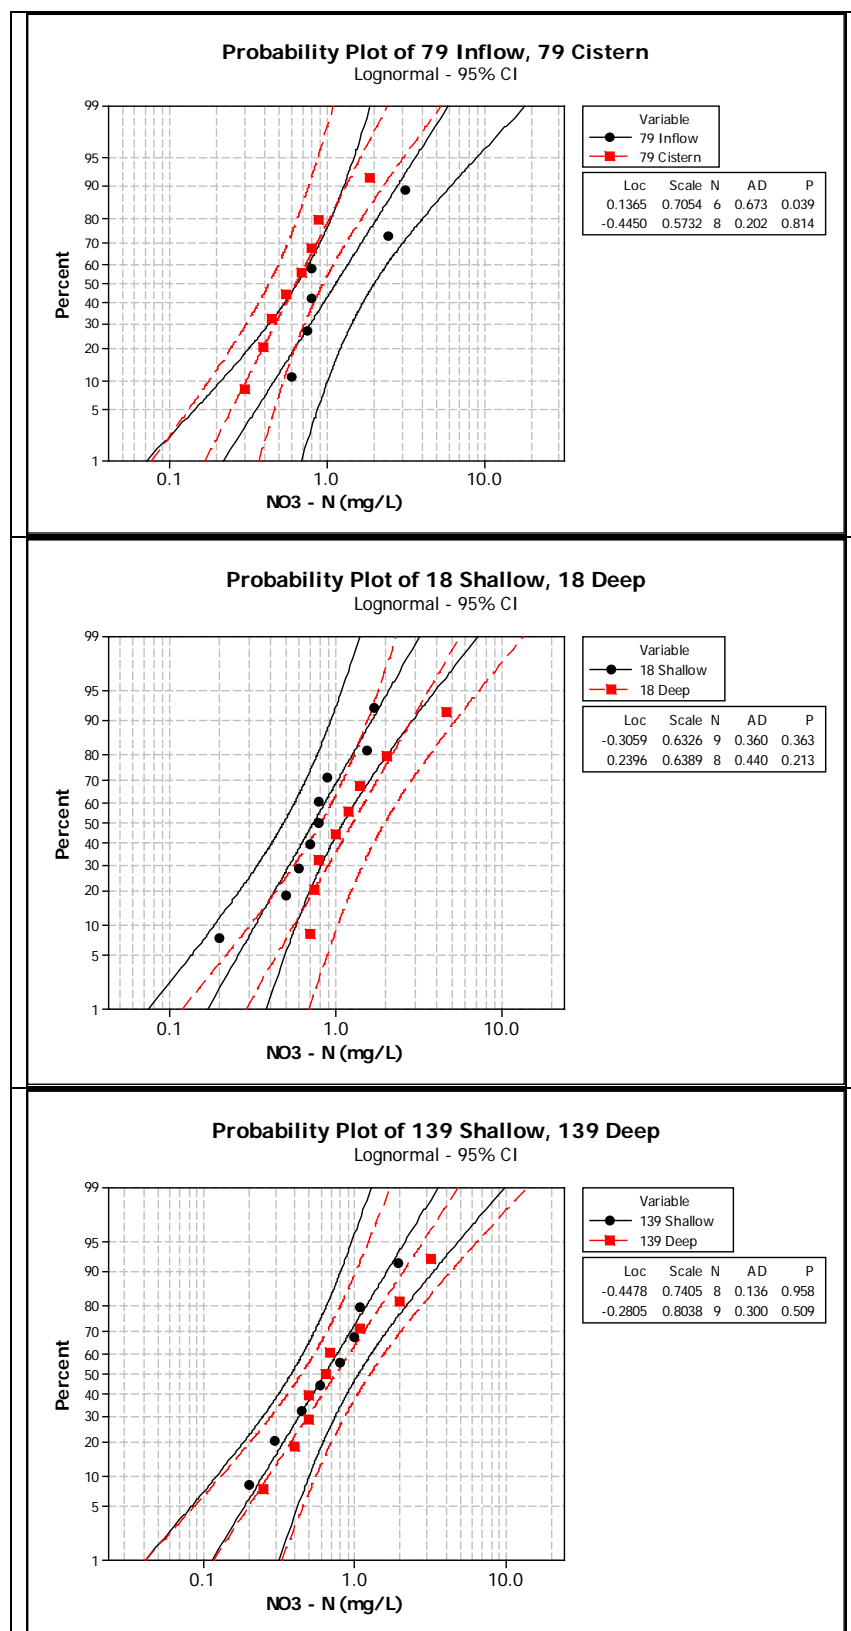 Probability Plot of 79 Inflow, 79 Cistern
Lognormal - 95% CI
99
95
90
80
70
60
50
40
30
20
10
5
1
Percent
0.1 1.0 10.0
NO3 - N (mg/L)
Variable
79 Inflow
79 Cistern
Loc Scale N AD P
0.1365 0.7054 6 0.673 0.039
-0.4450 0.5732 8 0.202 0.814
Probability Plot of 18 Shallow, 18 Deep
Lognormal - 95% CI
99
95
90
80
70
60
50
40
30
20
10
5
1
Percent
0.1 1.0 10.0
NO3 - N (mg/L)
Variable
18 Shallow
18 Deep
Loc Scale N AD P
-0.3059 0.6326 9 0.360 0.363
0.2396 0.6389 8 0.440 0.213
Probability Plot of 139 Shallow, 139 Deep
Lognormal - 95% CI
99
95
90
80
70
60
50
40
30
20
10
5
1
Percent
0.1 1.0 10.0
NO3 - N (mg/L)
Variable
139 Shallow
139 Deep
Loc Scale N AD P
-0.4478 0.7405 8 0.136 0.958
-0.2805 0.8038 9 0.300 0.509